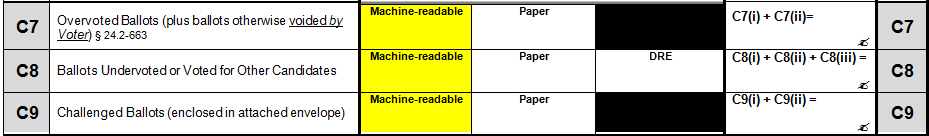 C7 Overvoted Ballots (plus ballots otherwise voided by Voter) § 24.2-663 Machine-readable Paper C7(i) + C7(ii)= C7
C8 Ballots Undervoted or Voted for Other Candidates Machine-readable Paper DRE C8(i) + C8(ii) + C8(iii) = C8
C9 Challenged Ballots (enclosed in attached envelope) Machine-readable Paper C9(i) + C9(ii) = C9